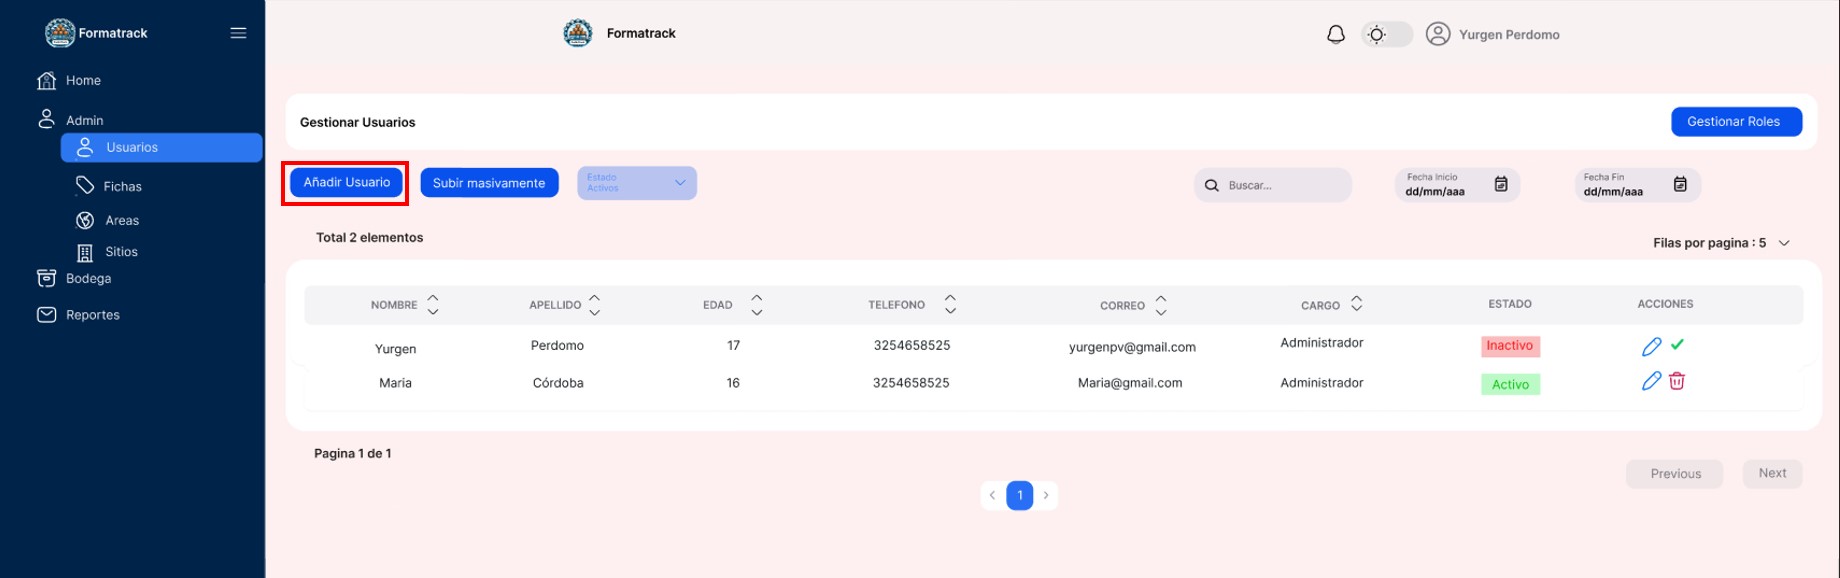 Formatrack
Formatrack
Yurgen Perdomo
Home
Admin
Usuarios
Fichas
Areas
Sitios
Bodega
Reportes
Gestionar Usuarios
Gestionar Roles
Añadir Usuario
Subir masivamente
Estado
Activos
Buscar...
Fecha Inicio
dd/mm/aaa
Fecha Fin
dd/mm/aaa
Total 2 elementos
Filas por pagina : 5
NOMBRE APELLIDO EDAD TELEFONO CORREO CARGO ESTADO ACCIONES
Yurgen Perdomo 17 3254658525 yurgenpv@gmail.com Administrador Inactivo
Maria Córdoba 16 3254658525 Maria@gmail.com Administrador Activo
Pagina 1 de 1
Previous Next
1